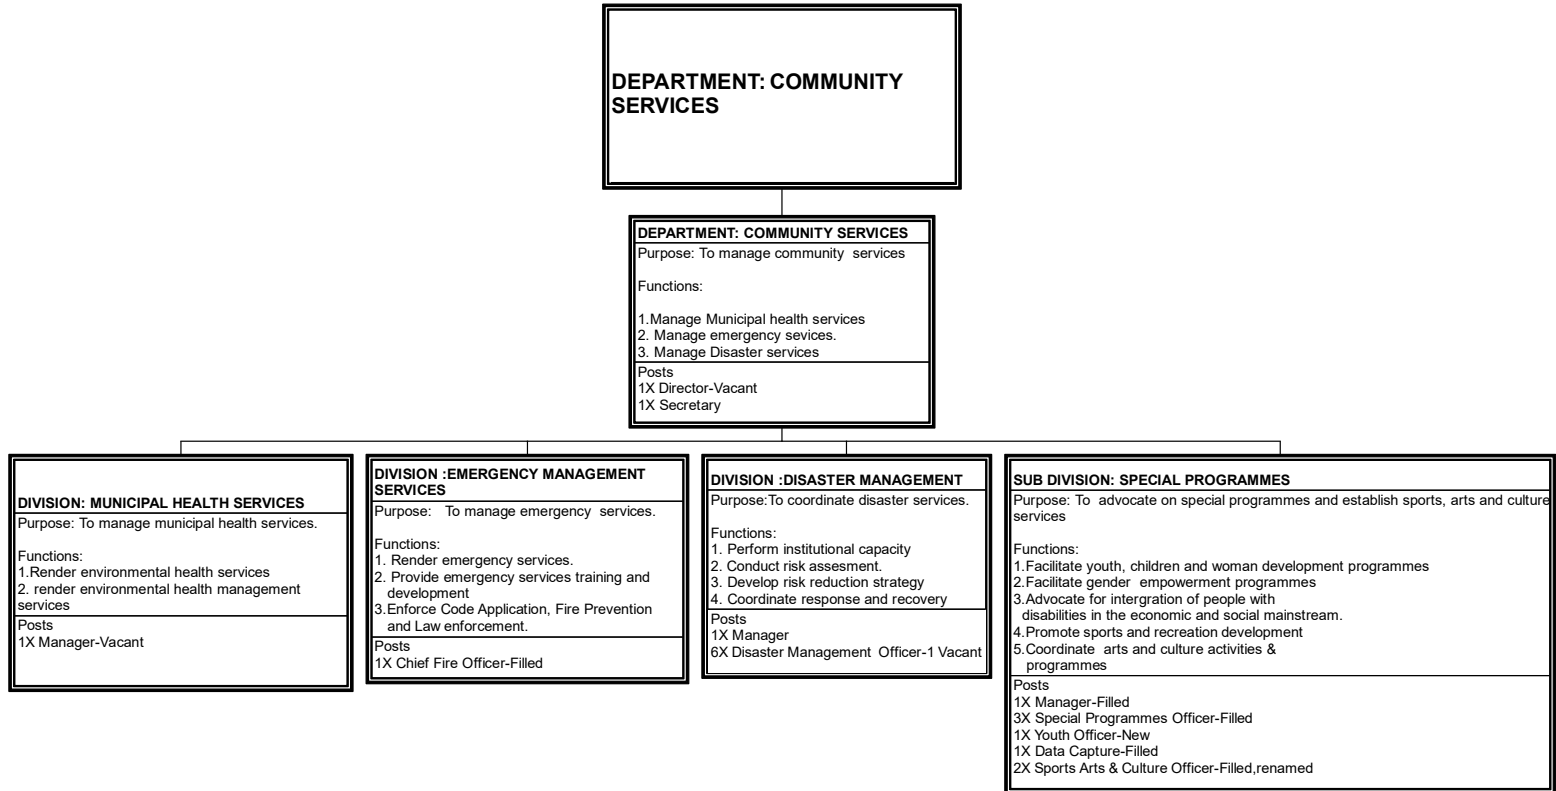 DEPARTMENT: COMMUNITY
SERVICES
DEPARTMENT: COMMUNITY SERVICES
Purpose: To manage community services
Functions:
1.Manage Municipal health services
2. Manage emergency sevices.
3. Manage Disaster services
Posts
1X Director-Vacant
1X Secretary
DIVISION: MUNICIPAL HEALTH SERVICES
Purpose: To manage municipal health services.
Functions:
1.Render environmental health services
2. render environmental health management
services
Posts
1X Manager-Vacant
DIVISION :EMERGENCY MANAGEMENT
SERVICES
Purpose: To manage emergency services.
Functions:
1. Render emergency services.
2. Provide emergency services training and
development
3.Enforce Code Application, Fire Prevention
and Law enforcement.
Posts
1X Chief Fire Officer-Filled
DIVISION :DISASTER MANAGEMENT
Purpose:To coordinate disaster services.
Functions:
1. Perform institutional capacity
2. Conduct risk assesment.
3. Develop risk reduction strategy
4. Coordinate response and recovery
Posts
1X Manager
6X Disaster Management Officer-1 Vacant
SUB DIVISION: SPECIAL PROGRAMMES
Purpose: To advocate on special programmes and establish sports, arts and culture
services
Functions:
1.Facilitate youth, children and woman development programmes
2.Facilitate gender empowerment programmes
3.Advocate for intergration of people with
disabilities in the economic and social mainstream.
4.Promote sports and recreation development
5.Coordinate arts and culture activities &
programmes
Posts
1X Manager-Filled
3X Special Programmes Officer-Filled
1X Youth Officer-New
1X Data Capture-Filled
2X Sports Arts & Culture Officer-Filled,renamed